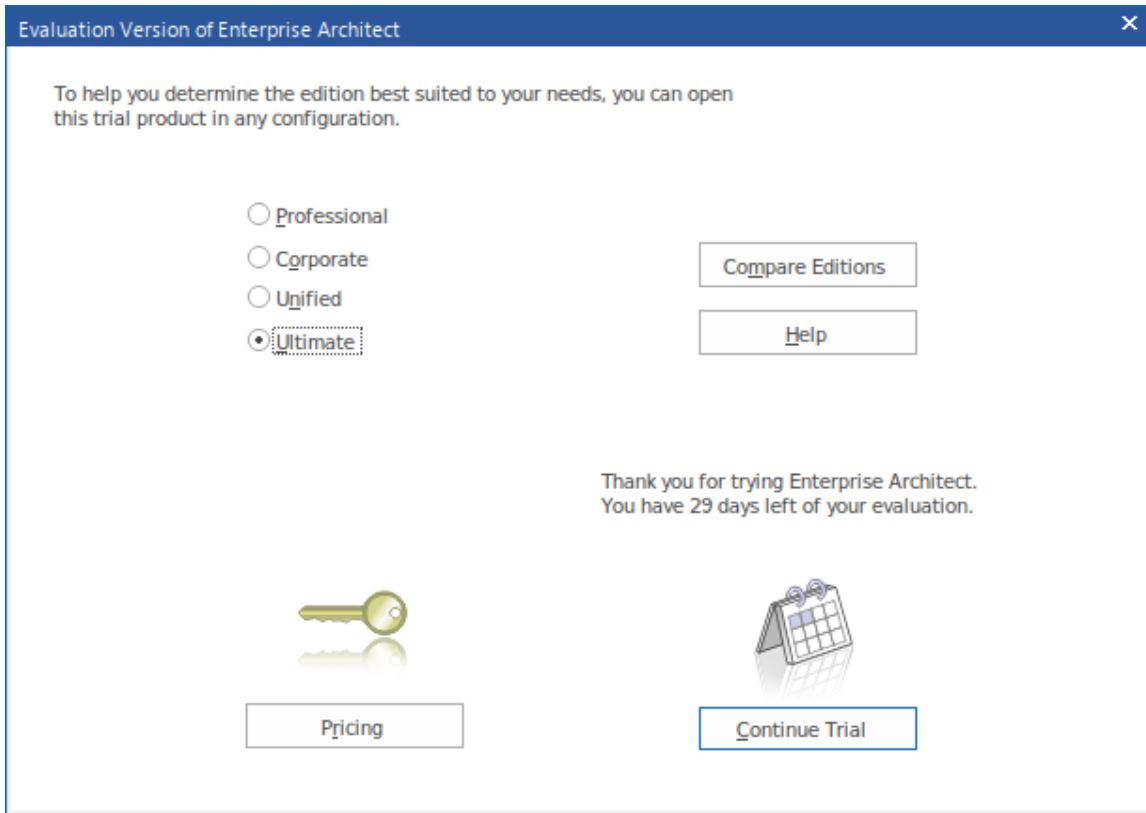 Evaluation Version of Enterprise Architect
To help you determine the edition best suited to your needs, you can open
this trial product in any configuration.
Professional
Corporate
Unified
Ultimate
Compare Editions
Help
Thank you for trying Enterprise Architect.
You have 29 days left of your evaluation.
Pricing
Continue Trial